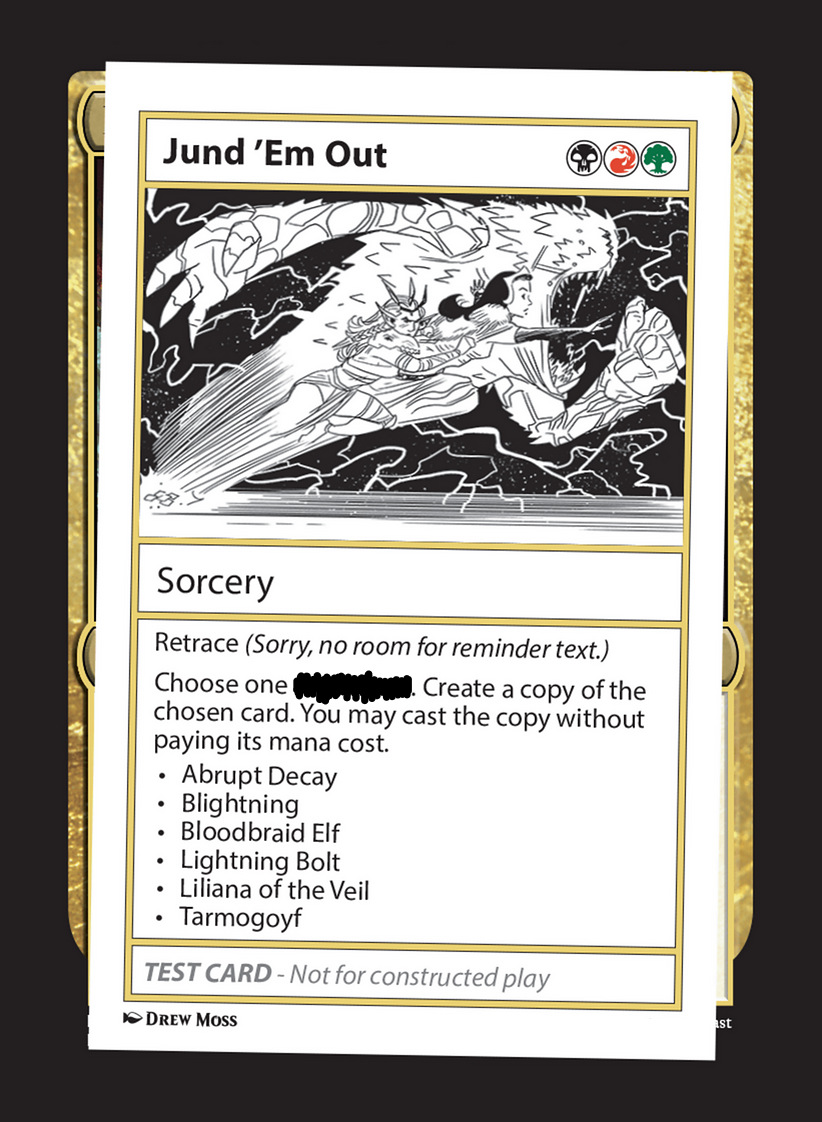 Jund ’Em Out
Sorcery
Retrace (Sorry, no room for reminder text.)
Choose one . Create a copy of the
chosen card. You may cast the copy without
paying its mana cost.
• Abrupt Decay
• Blightning
• Bloodbraid Elf
• Lightning Bolt
• Liliana of the Veil
• Tarmogoyf
TEST CARD - Not for constructed play
DREW MOSS